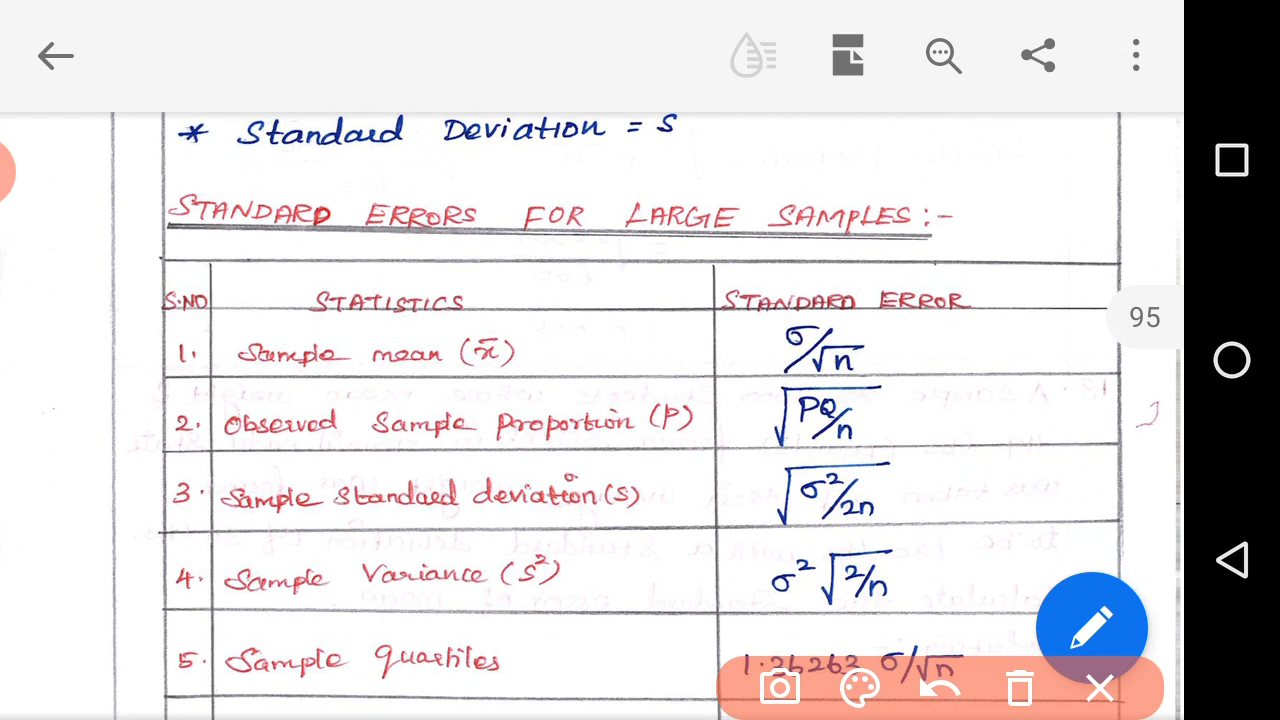 * Standard Deviation = S
STANDARD ERRORS FOR LARGE SAMPLES:-
S.NO STATISTICS STANDARD ERROR
1. Sample mean (x̄) σ/√n
2. Observed Sample Proportion (P) √PQ/n
3. Sample Standard deviation (s) √σ²/2n
4. Sample Variance (s²) σ² √2/n
5. Sample quartiles 1.36263 σ/√n
95